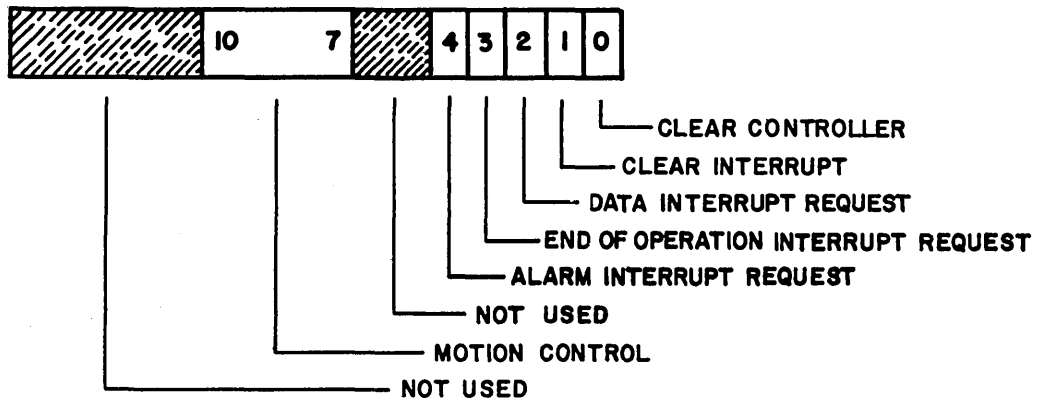 10 7 4 3 2 1 0
CLEAR CONTROLLER
CLEAR INTERRUPT
DATA INTERRUPT REQUEST
END OF OPERATION INTERRUPT REQUEST
ALARM INTERRUPT REQUEST
NOT USED
MOTION CONTROL
NOT USED